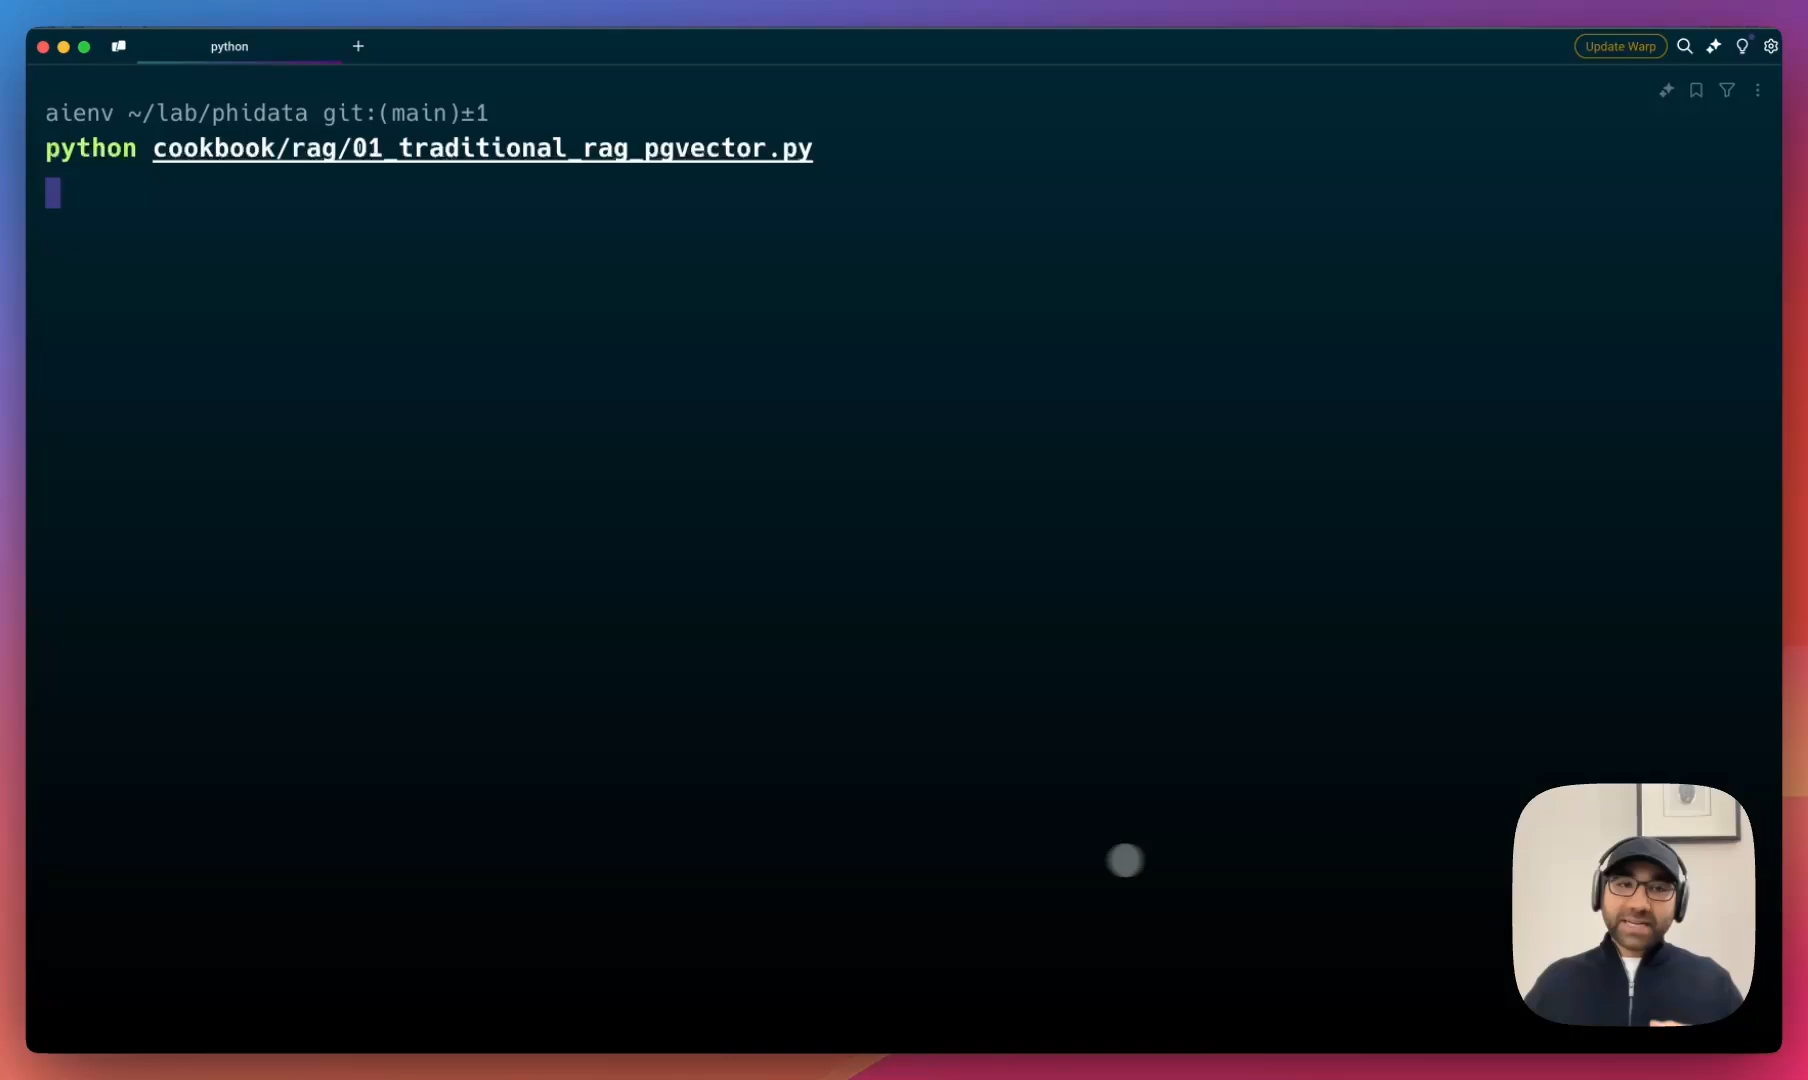 python
Update Warp
aienv ~/lab/phidata git:(main)±1
python cookbook/rag/01_traditional_rag_pgvector.py